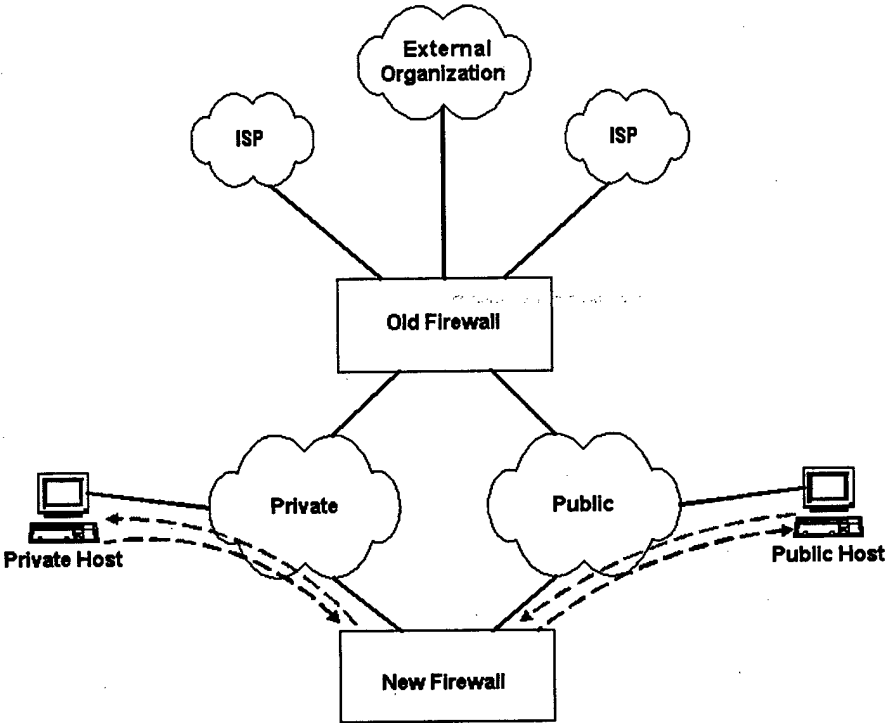 External
Organization
ISP
ISP
Old Firewall
Private
Public
Private Host
Public Host
New Firewall